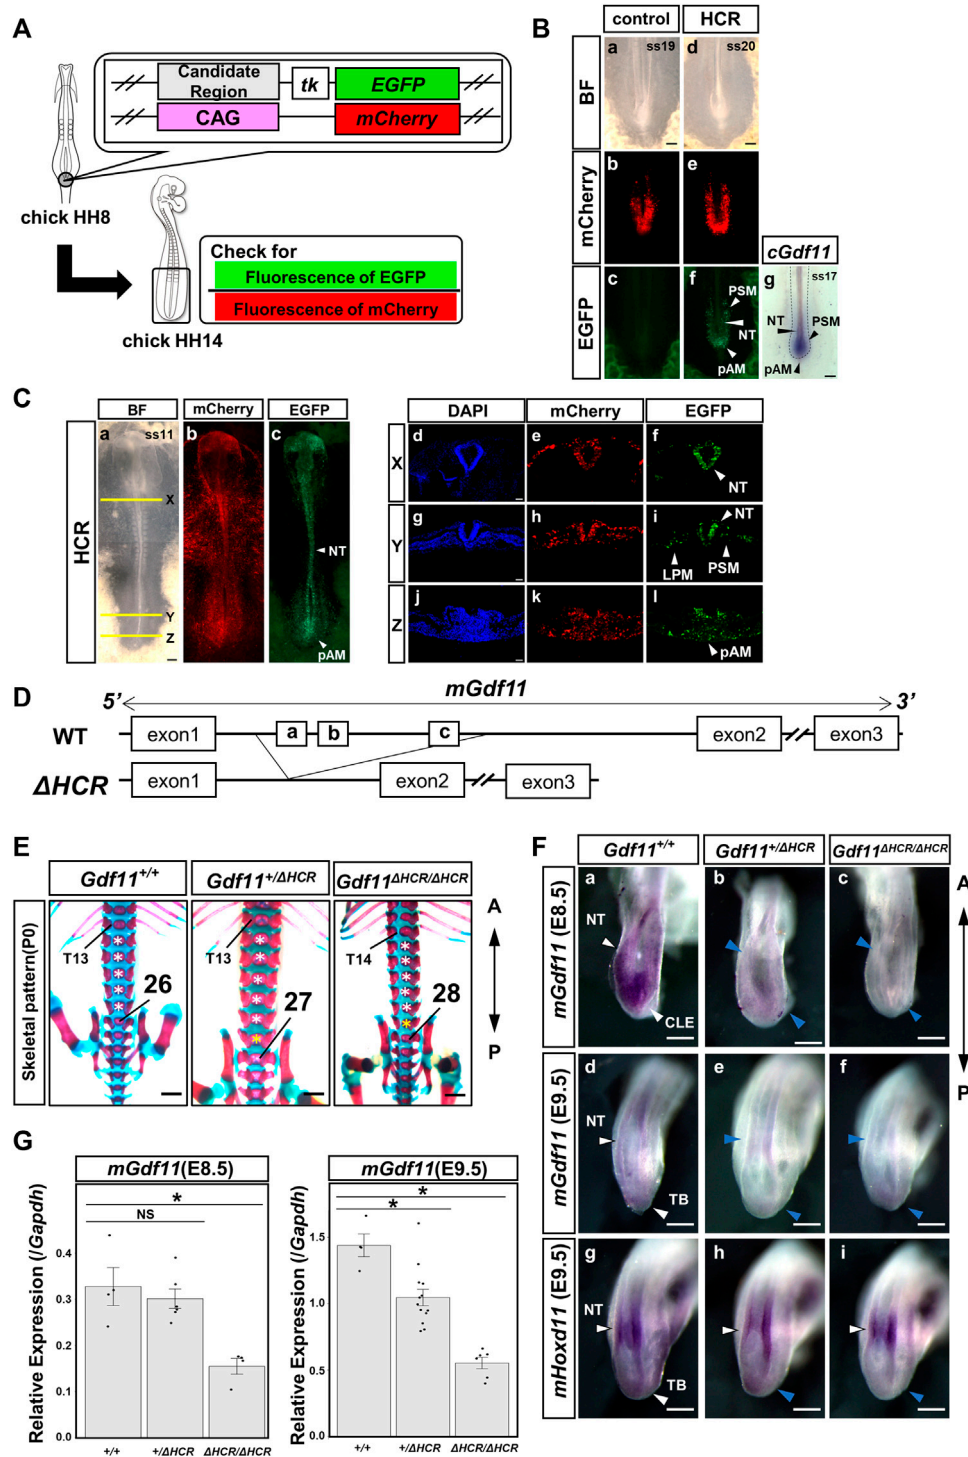 A
Candidate
Region
tk
EGFP
CAG
mCherry
chick HH8
chick HH14
Check for
Fluorescence of EGFP
Fluorescence of mCherry
B
control
HCR
BF
a
ss19
d
ss20
mCherry
b
e
EGFP
c
f
PSM
NT
pAM
cGdf11
g
ss17
NT
PSM
pAM
C
BF
mCherry
EGFP
HCR
a
ss11
b
c
X
Y
Z
NT
pAM
DAPI
mCherry
EGFP
X
d
e
f
NT
Y
g
h
i
NT
LPM
PSM
Z
j
k
l
pAM
D
5’
mGdf11
3’
WT
exon1
a
b
c
exon2
exon3
ΔHCR
exon1
exon2
exon3
E
Gdf11+/+
Gdf11+/ΔHCR
Gdf11ΔHCR/ΔHCR
Skeletal pattern(P0)
T13
*
*
*
*
*
26
T13
*
*
*
*
*
27
T14
*
*
*
*
*
28
A
P
F
Gdf11+/+
Gdf11+/ΔHCR
Gdf11ΔHCR/ΔHCR
mGdf11 (E8.5)
a
NT
CLE
b
c
A
P
mGdf11 (E9.5)
d
NT
TB
e
f
mHoxd11 (E9.5)
g
NT
TB
h
i
G
mGdf11(E8.5)
Relative Expression (/Gapdh)
*
NS
0.4
0.3
0.2
0.1
0.0
+/+
+/ΔHCR
ΔHCR/ΔHCR
mGdf11(E9.5)
Relative Expression (/Gapdh)
*
*
1.5
1.0
0.5
0.0
+/+
+/ΔHCR
ΔHCR/ΔHCR